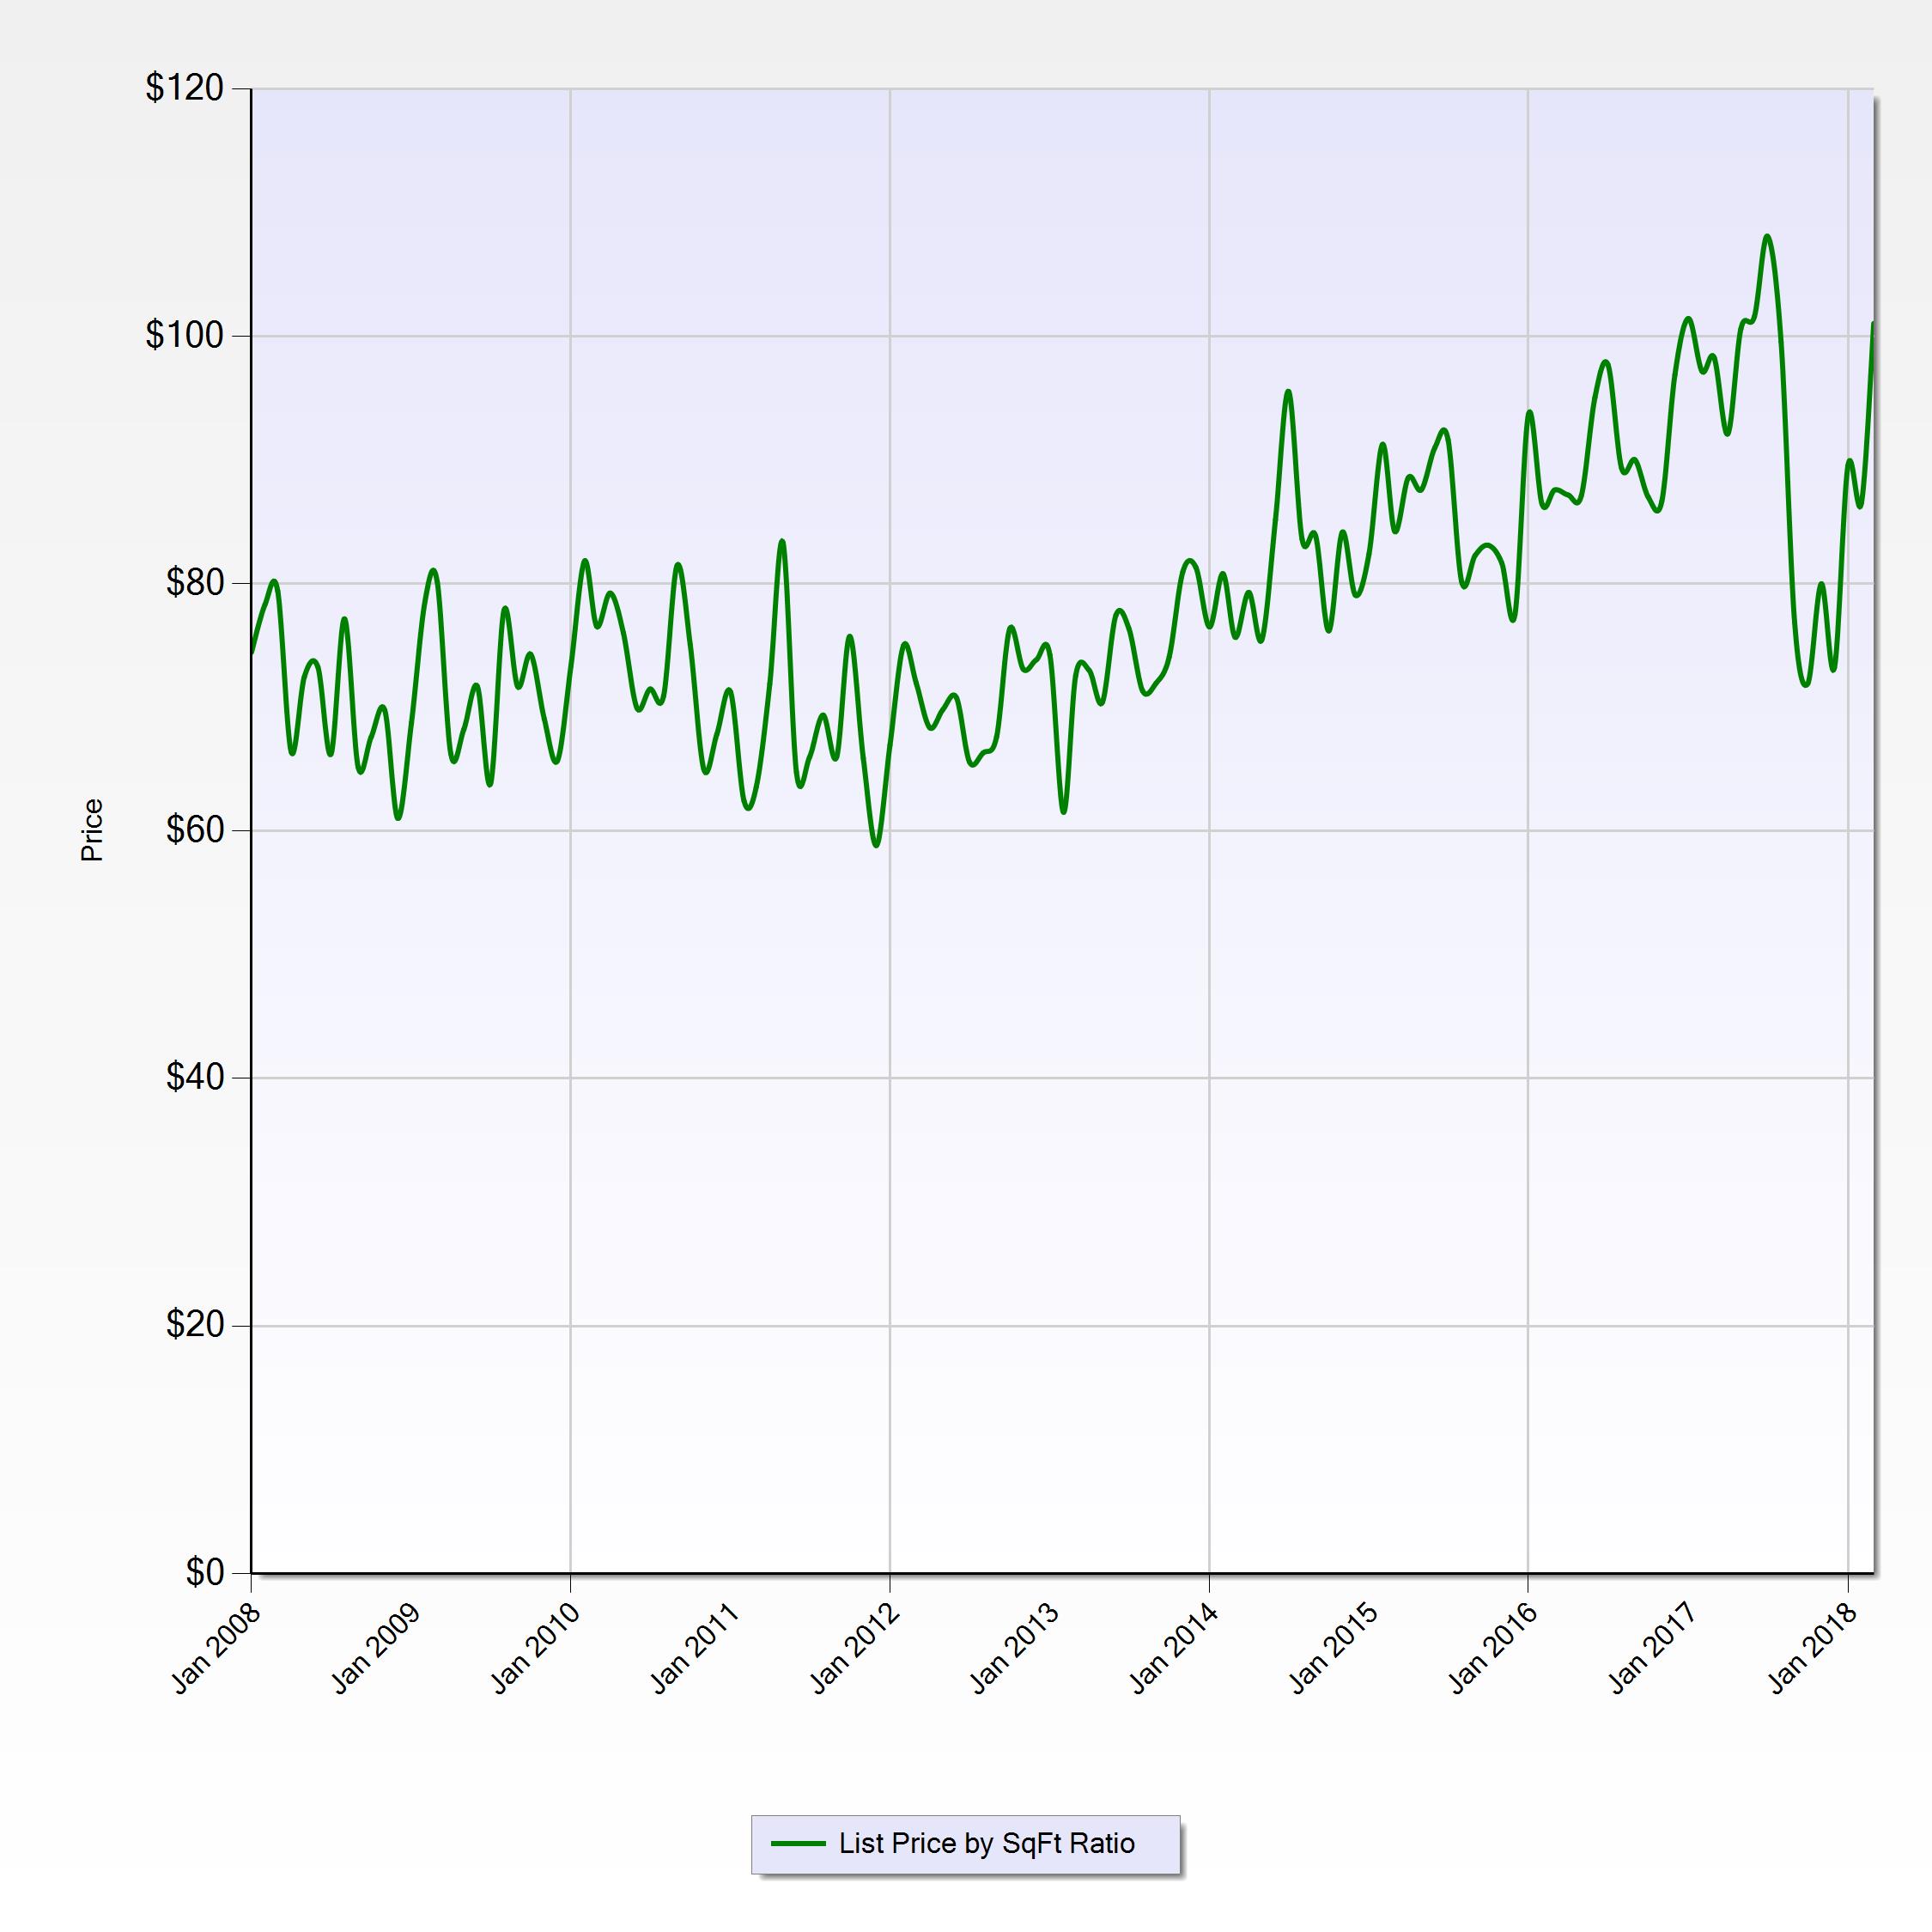 $120
$100
$80
$60
$40
$20
$0
Price
Jan 2008
Jan 2009
Jan 2010
Jan 2011
Jan 2012
Jan 2013
Jan 2014
Jan 2015
Jan 2016
Jan 2017
Jan 2018
List Price by SqFt Ratio